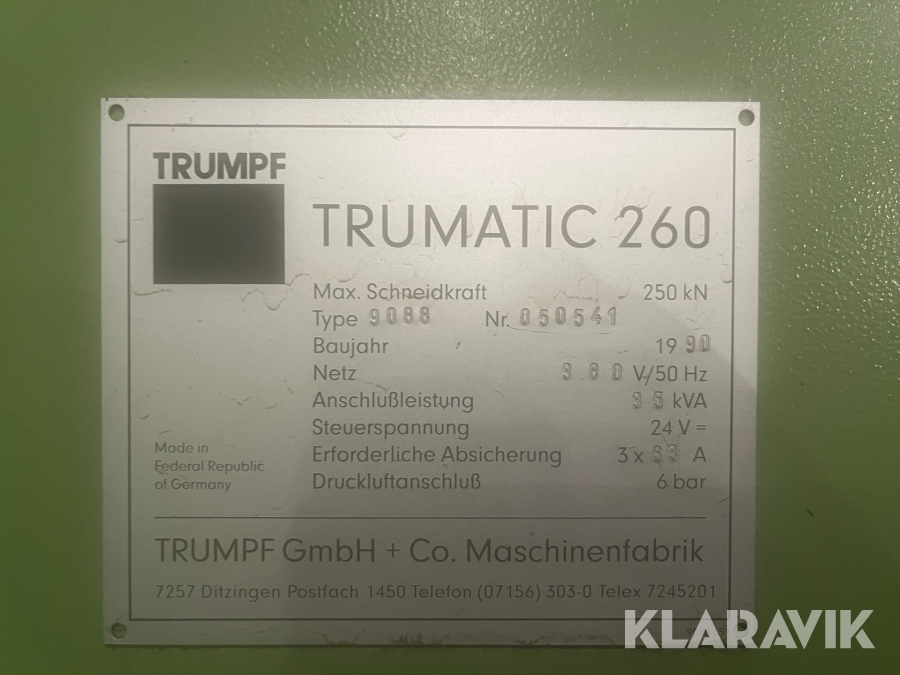 TRUMPF
TRUMATIC 260
Max. Schneidkraft 250 kN
Type 9088 Nr. 050541
Baujahr 1990
Netz 380 V/50 Hz
Anschlußleistung 35 kVA
Steuerspannung 24 V =
Erforderliche Absicherung 3 x 63 A
Druckluftanschluß 6 bar
Made in
Federal Republic
of Germany
TRUMPF GmbH + Co. Maschinenfabrik
7257 Ditzingen Postfach 1450 Telefon (07156) 303-0 Telex 7245201
KLARAVIK